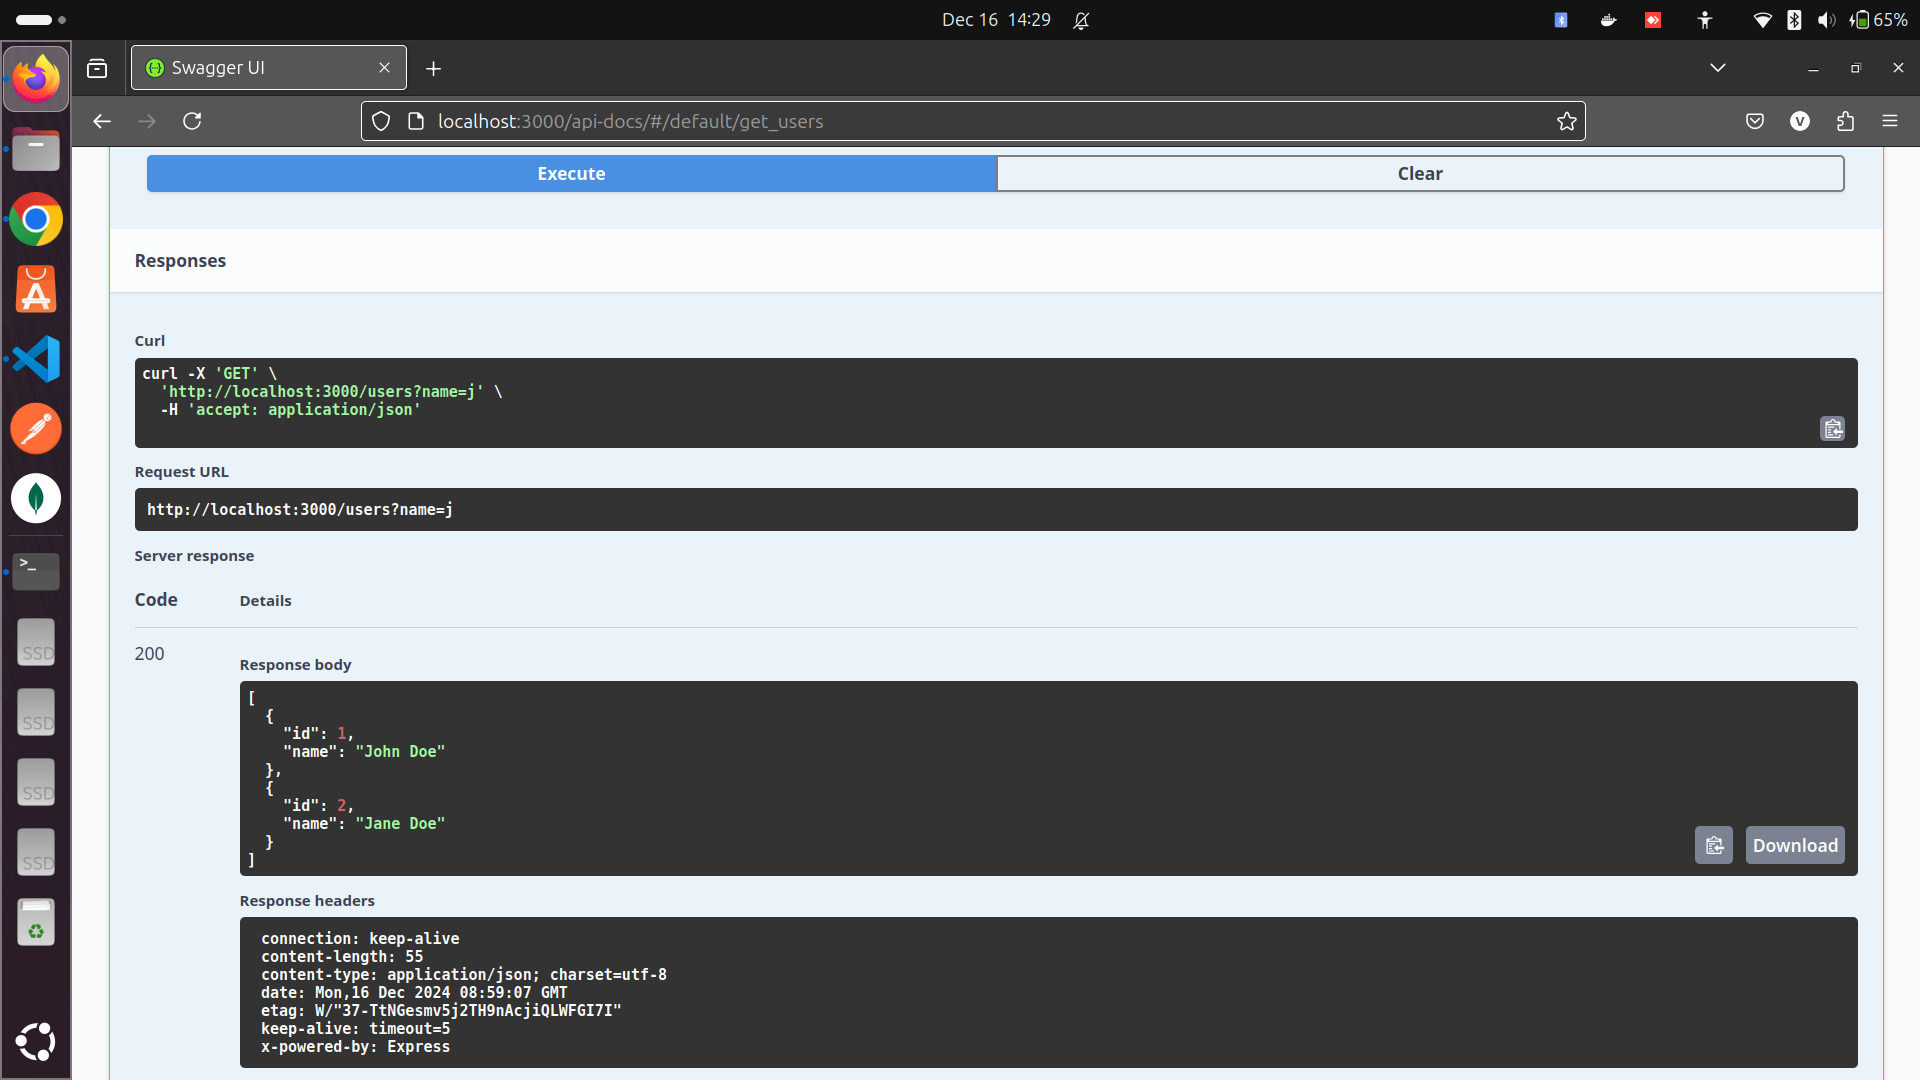 Dec 16 14:29
65%
Swagger UI
localhost:3000/api-docs/#/default/get_users
V
Execute
Clear
Responses
Curl
curl -X 'GET' \
'http://localhost:3000/users?name=j' \
-H 'accept: application/json'
Request URL
http://localhost:3000/users?name=j
Server response
Code Details
200
Response body
[
{
"id": 1,
"name": "John Doe"
},
{
"id": 2,
"name": "Jane Doe"
}
]
Download
Response headers
connection: keep-alive
content-length: 55
content-type: application/json; charset=utf-8
date: Mon,16 Dec 2024 08:59:07 GMT
etag: W/"37-TtNGesmv5j2TH9nAcjiQLWFGI7I"
keep-alive: timeout=5
x-powered-by: Express
>_
SSD
SSD
SSD
SSD